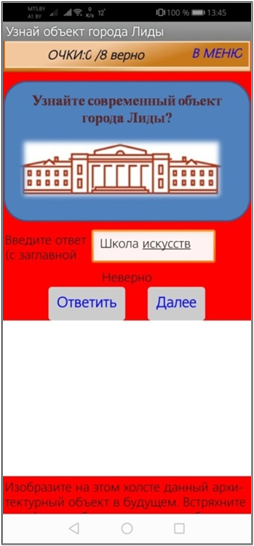 MTS.BY
A1 BY
0
K/s
12
100 %
13:45
Узнай объект города Лиды
ОЧКИ:0 /8 верно
В МЕНЮ
Узнайте современный объект
города Лиды?
Введите ответ
(с заглавной
Школа искусств
Неверно
Ответить
Далее
Изобразите на этом холсте данный архи-
тектурный объект в будущем. Встряхните